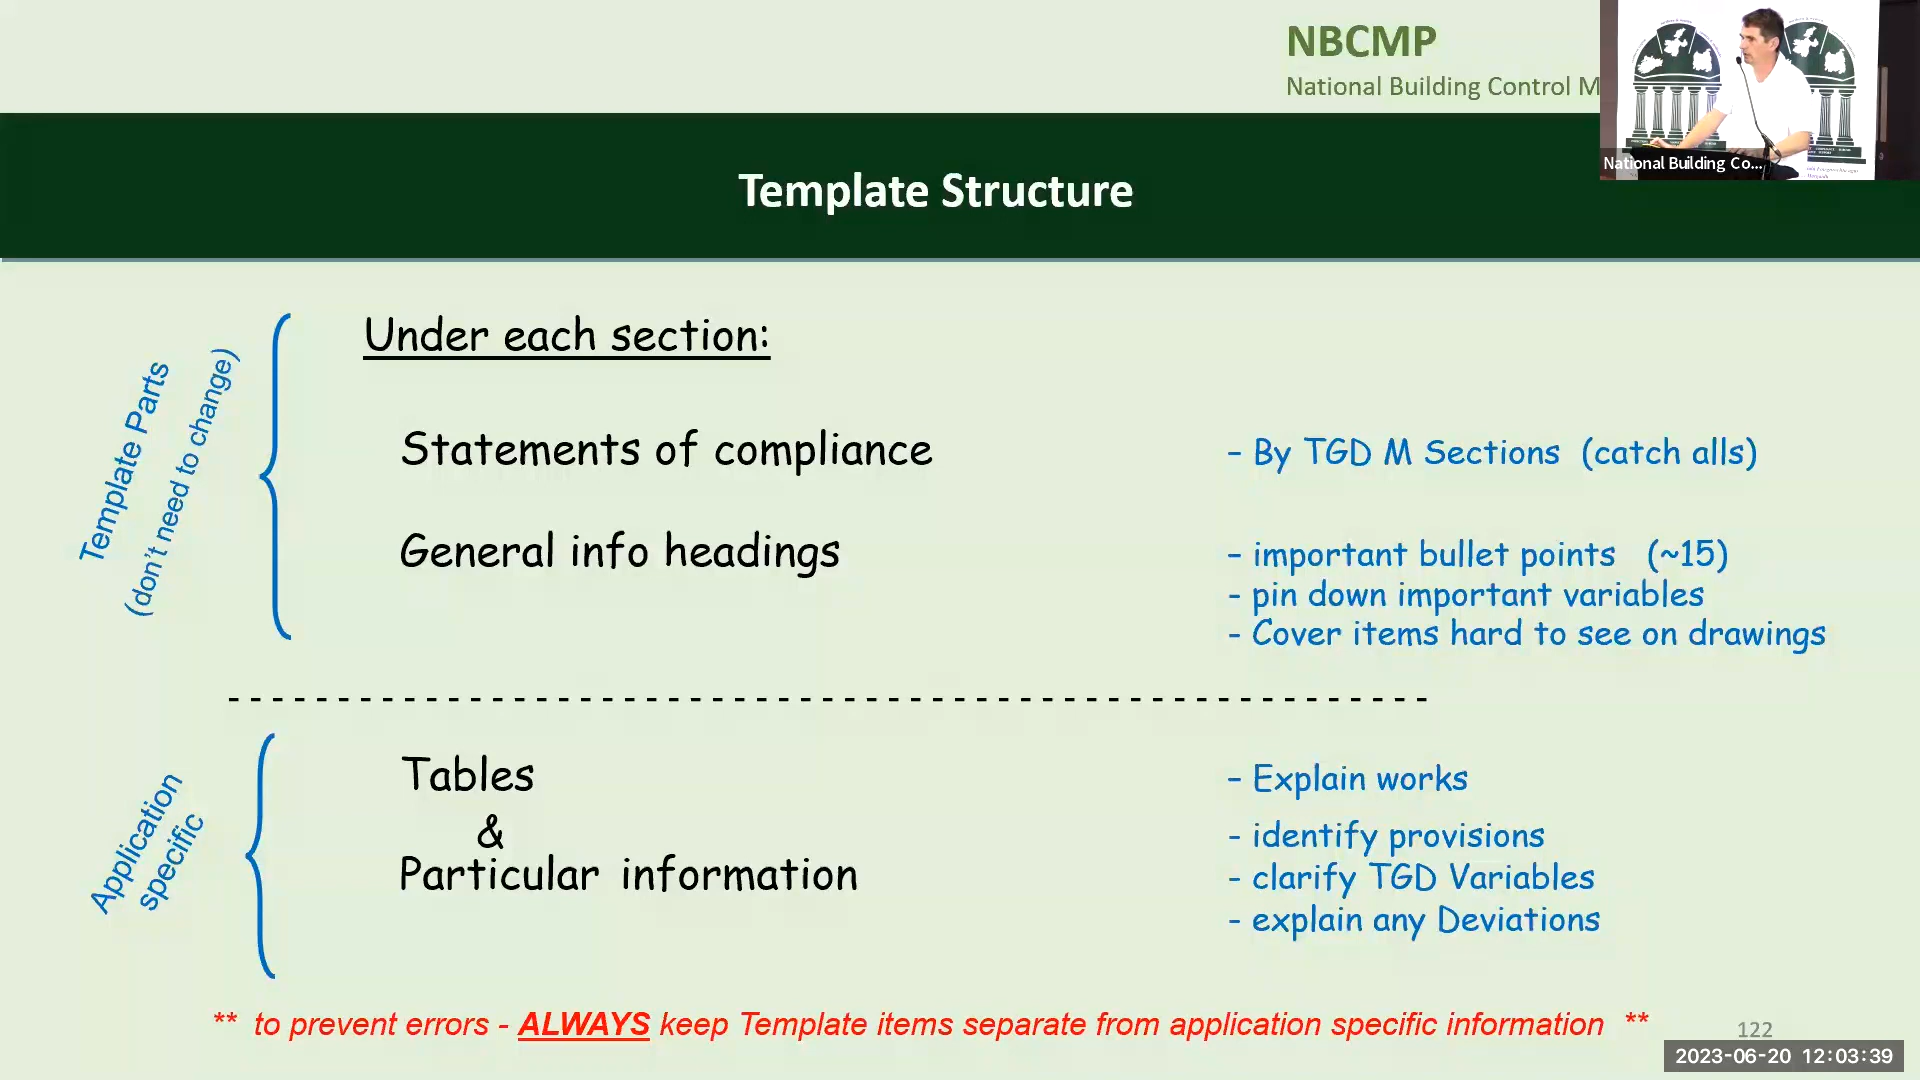 NBCMP
National Building Control M
National Building Co...
Template Structure
Template Parts
(don't need to change)
Under each section:
Statements of compliance
- By TGD M Sections (catch alls)
General info headings
- important bullet points (~15)
- pin down important variables
- Cover items hard to see on drawings
Application
specific
Tables
&
Particular information
- Explain works
- identify provisions
- clarify TGD Variables
- explain any Deviations
** to prevent errors - ALWAYS keep Template items separate from application specific information **
122
2023-06-20 12:03:39